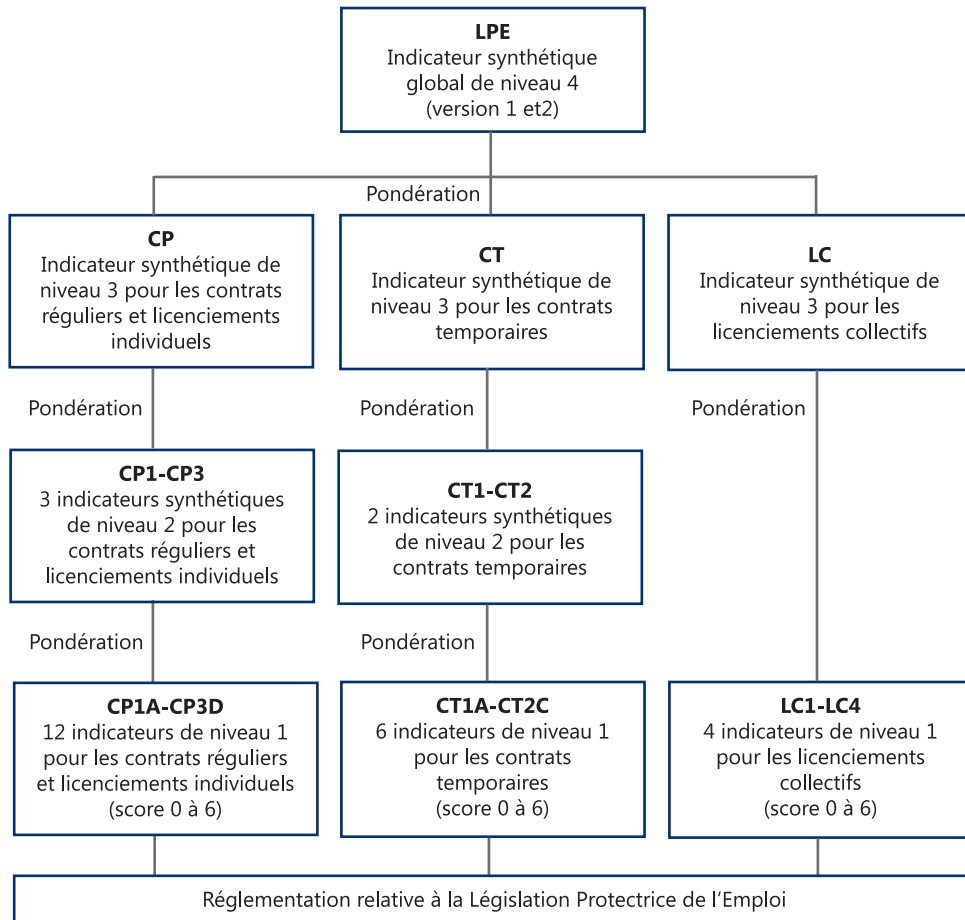 LPE
Indicateur synthétique
global de niveau 4
(version 1 et2)
Pondération
CP
Indicateur synthétique de
niveau 3 pour les contrats
réguliers et licenciements
individuels
CT
Indicateur synthétique de
niveau 3 pour les contrats
temporaires
LC
Indicateur synthétique de
niveau 3 pour les
licenciements collectifs
Pondération
Pondération
Pondération
CP1-CP3
3 indicateurs synthétiques
de niveau 2 pour les
contrats réguliers et
licenciements individuels
CT1-CT2
2 indicateurs synthétiques
de niveau 2 pour les
contrats temporaires
Pondération
Pondération
CP1A-CP3D
12 indicateurs de niveau 1
pour les contrats réguliers
et licenciements individuels
(score 0 à 6)
CT1A-CT2C
6 indicateurs de niveau 1
pour les contrats
temporaires
(score 0 à 6)
LC1-LC4
4 indicateurs de niveau 1
pour les licenciements
collectifs
(score 0 à 6)
Réglementation relative à la Législation Protectrice de l'Emploi